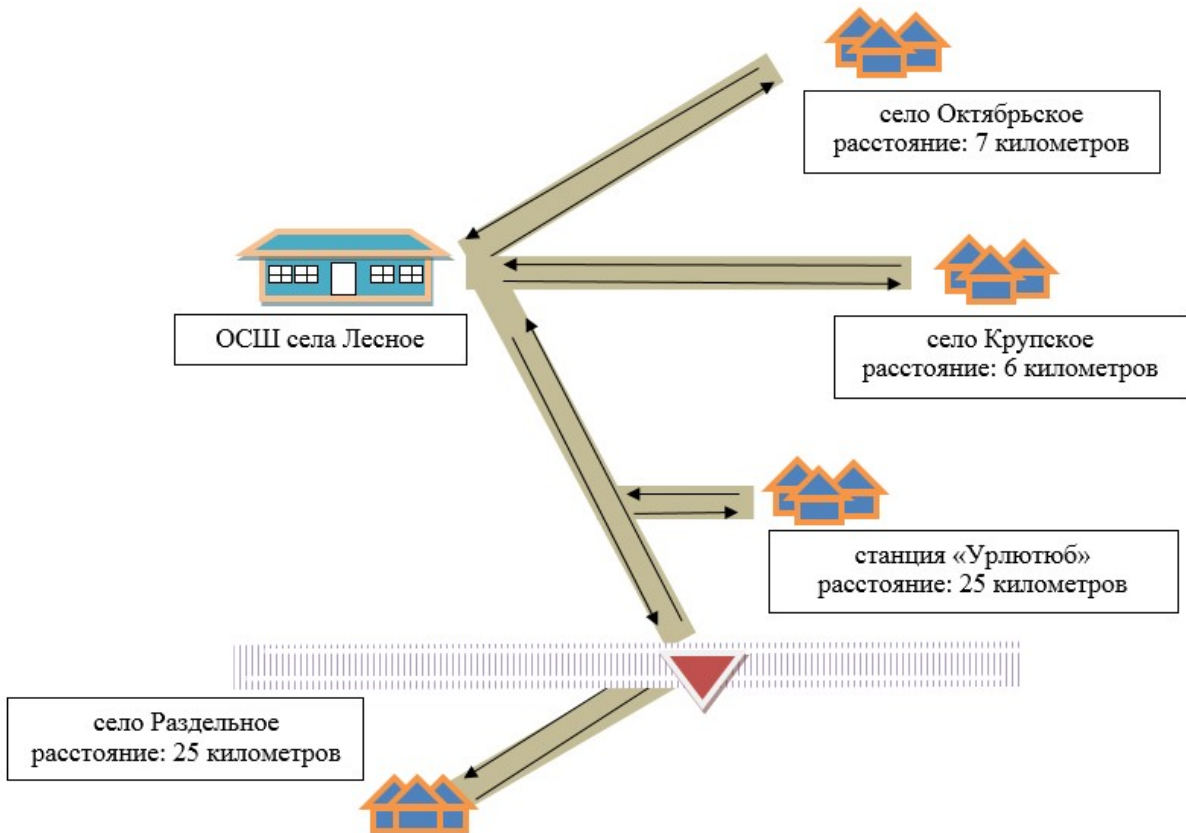 село Октябрьское
расстояние: 7 километров
ОСШ села Лесное
село Крупское
расстояние: 6 километров
станция «Урлютюб»
расстояние: 25 километров
село Раздельное
расстояние: 25 километров